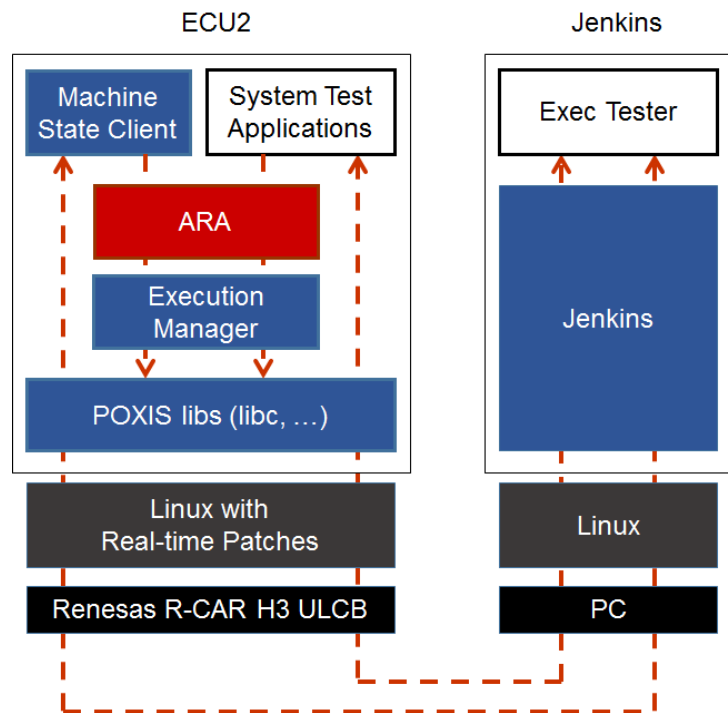 ECU2
Machine
State Client
System Test
Applications
ARA
Execution
Manager
POXIS libs (libc, …)
Linux with
Real-time Patches
Renesas R-CAR H3 ULCB
Jenkins
Exec Tester
Jenkins
Linux
PC